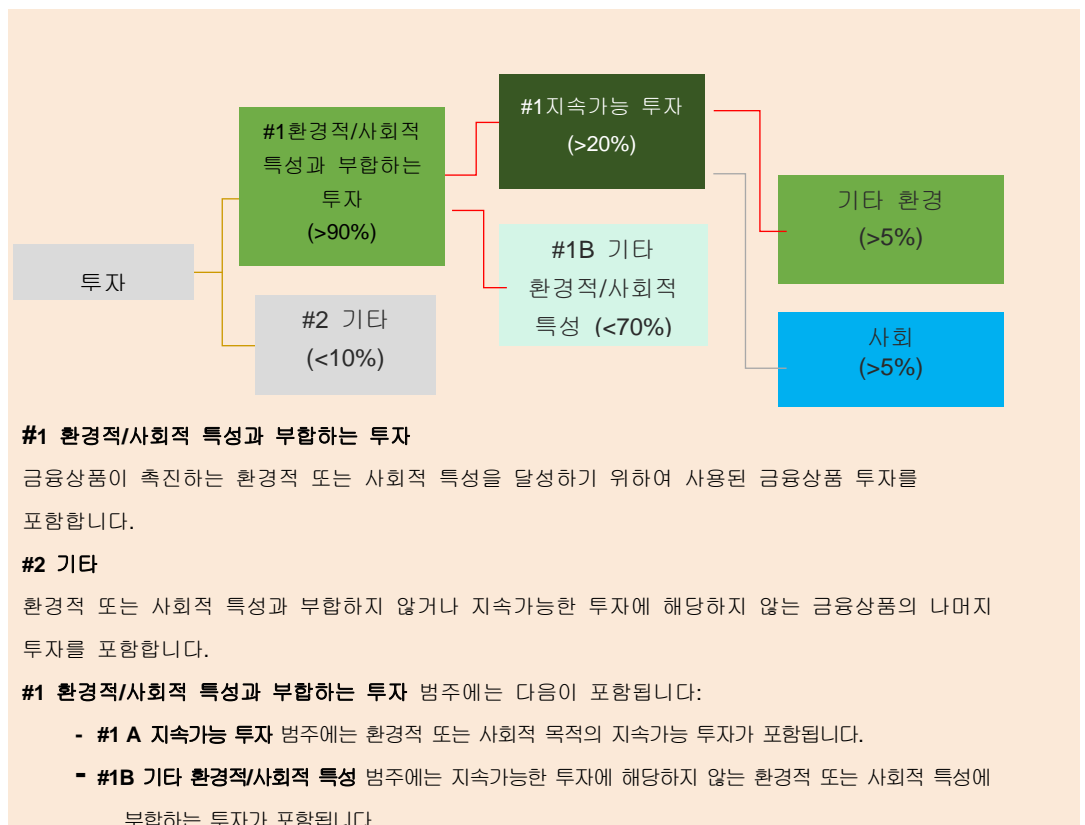 #1지속가능 투자
(>20%)
#1환경적/사회적
특성과 부합하는
투자
(>90%)
기타 환경
(>5%)
#1B 기타
환경적/사회적
특성 (<70%)
투자
#2 기타
(<10%)
사회
(>5%)
#1 환경적/사회적 특성과 부합하는 투자
금융상품이 촉진하는 환경적 또는 사회적 특성을 달성하기 위하여 사용된 금융상품 투자를
포함합니다.
#2 기타
환경적 또는 사회적 특성과 부합하지 않거나 지속가능한 투자에 해당하지 않는 금융상품의 나머지
투자를 포함합니다.
#1 환경적/사회적 특성과 부합하는 투자 범주에는 다음이 포함됩니다:
- #1 A 지속가능 투자 범주에는 환경적 또는 사회적 목적의 지속가능 투자가 포함됩니다.
- #1B 기타 환경적/사회적 특성 범주에는 지속가능한 투자에 해당하지 않는 환경적 또는 사회적 특성에
부합하는 투자가 포함됩니다